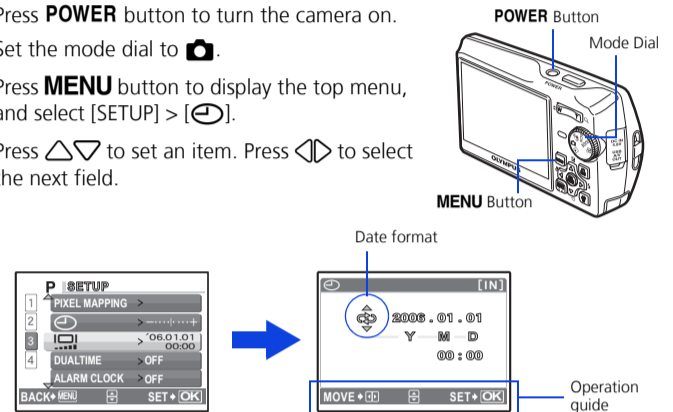 Press POWER button to turn the camera on.
Set the mode dial to .
Press MENU button to display the top menu,
and select [SETUP] > [ ].
Press △▽ to set an item. Press ◁▷ to select
the next field.
POWER Button
Mode Dial
POWER
OLYMPUS
MENU Button
Date format
P SETUP
1 PIXEL MAPPING >
2 > – +
3 > '06.01.01
00:00
4 DUALTIME > OFF
ALARM CLOCK > OFF
BACK MENU SET OK
[IN]
2006 . 01 . 01
Y — M — D
00 : 00
MOVE SET OK
Operation
guide